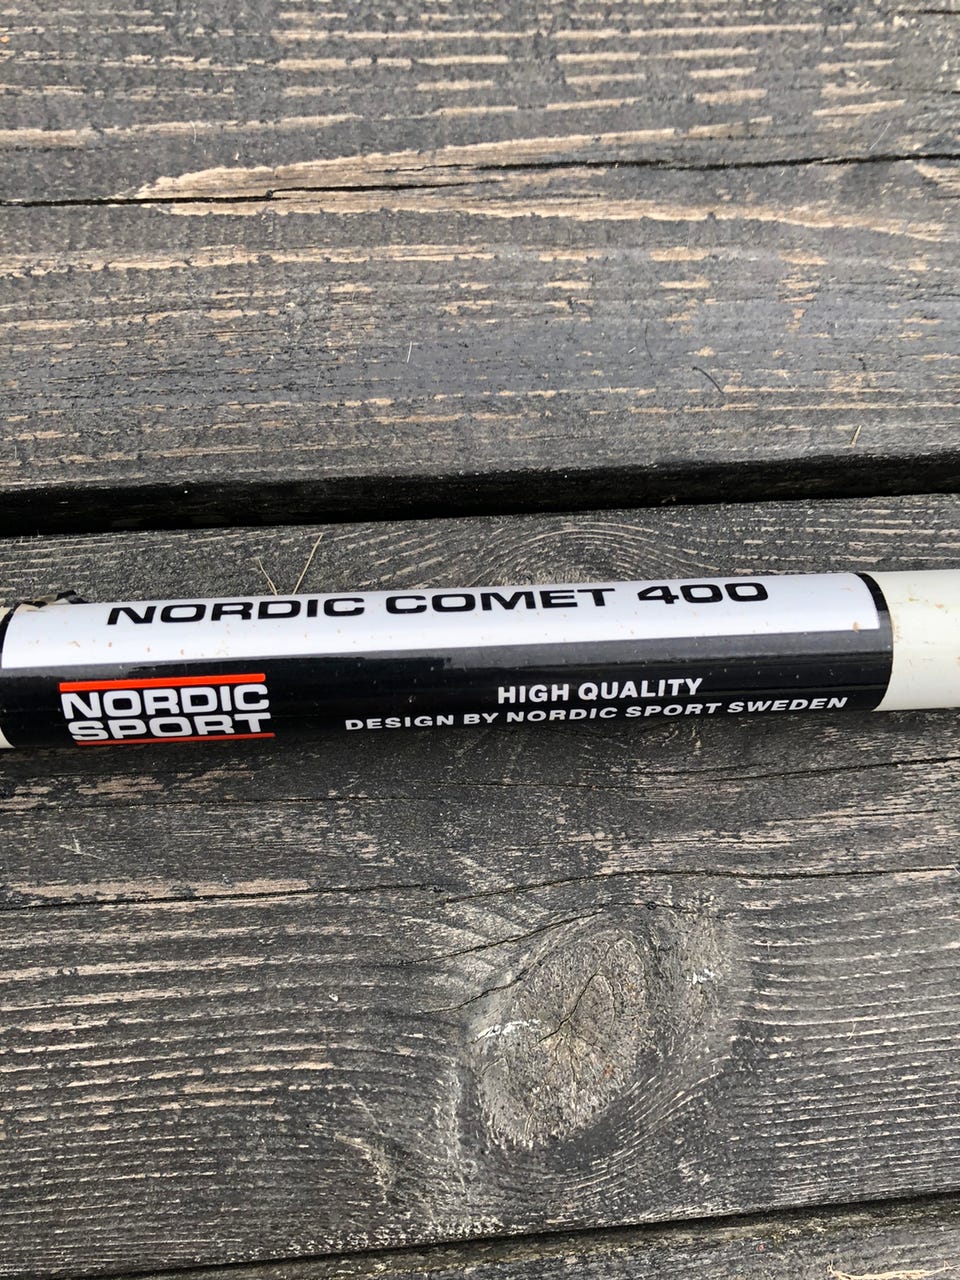 NORDIC COMET 400
NORDIC
SPORT
HIGH QUALITY
DESIGN BY NORDIC SPORT SWEDEN